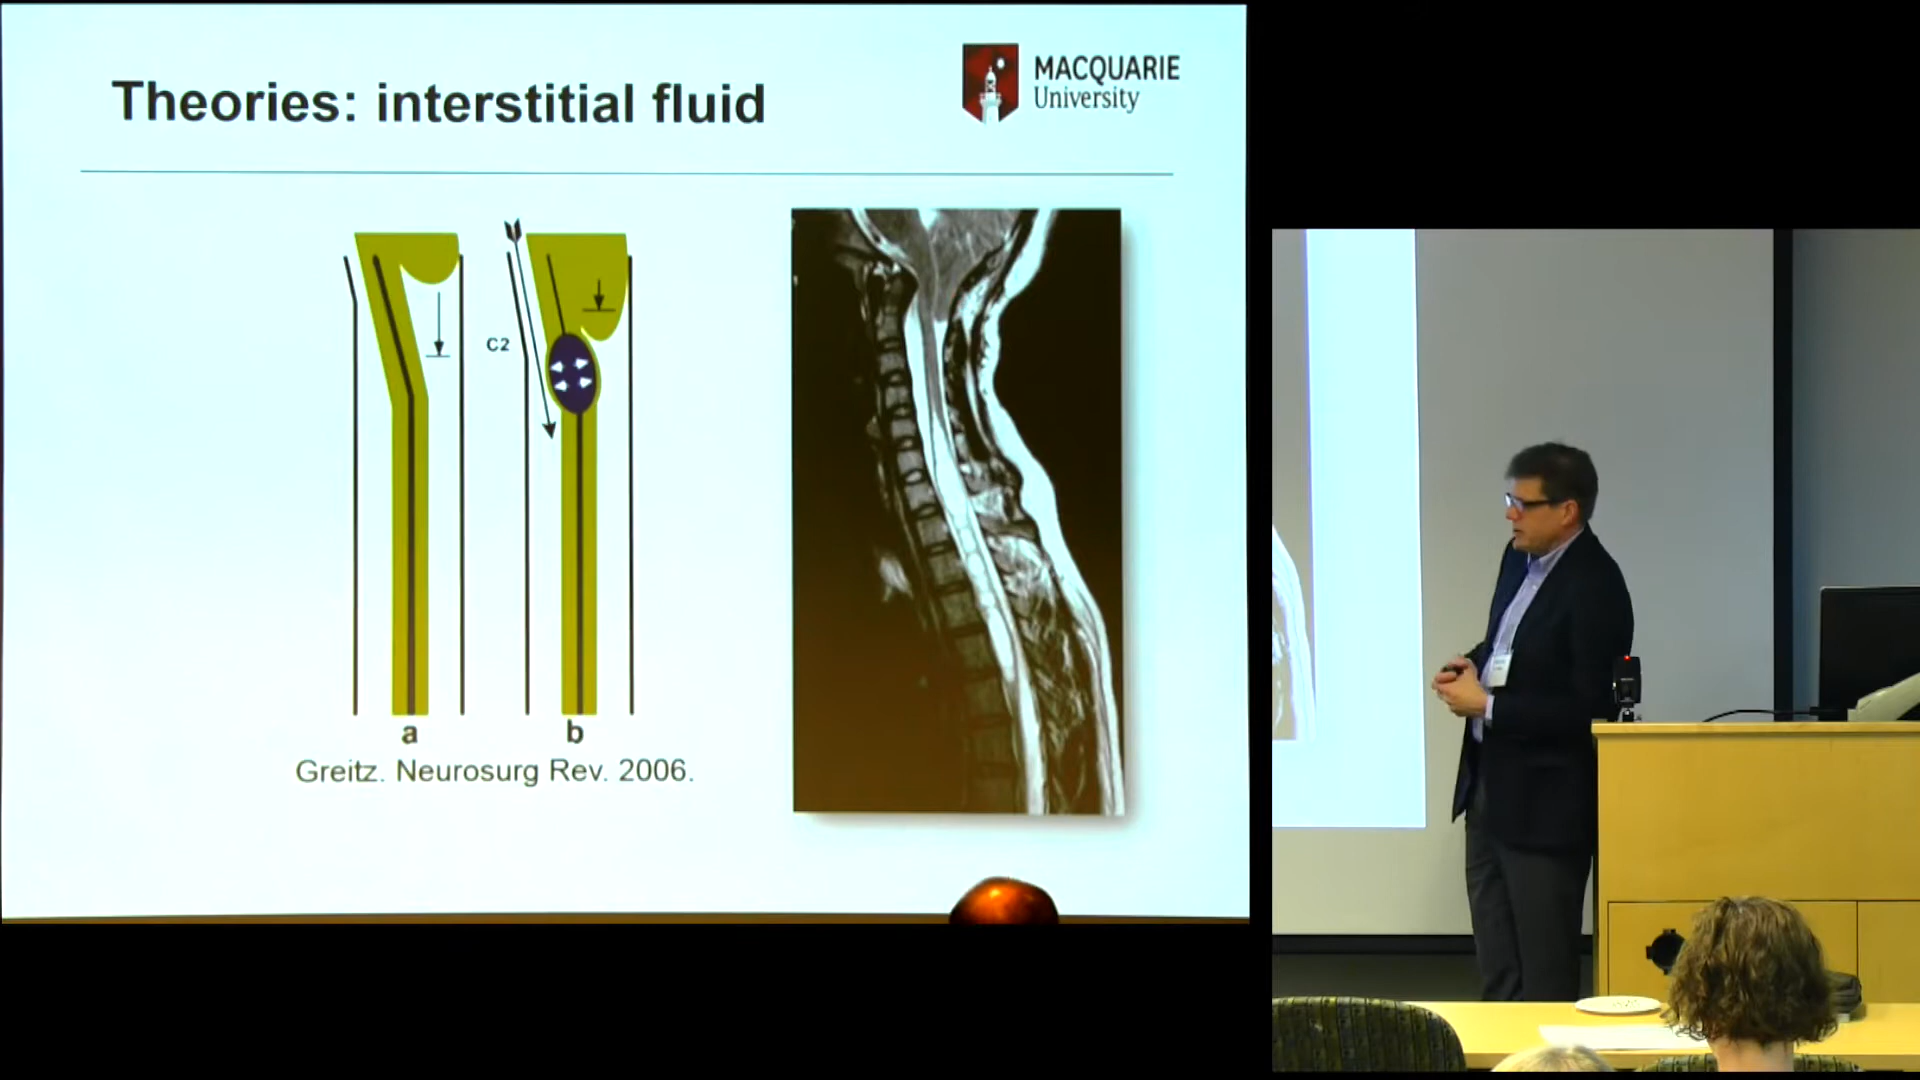 Theories: interstitial fluid
MACQUARIE
University
C2
a
b
Greitz. Neurosurg Rev. 2006.